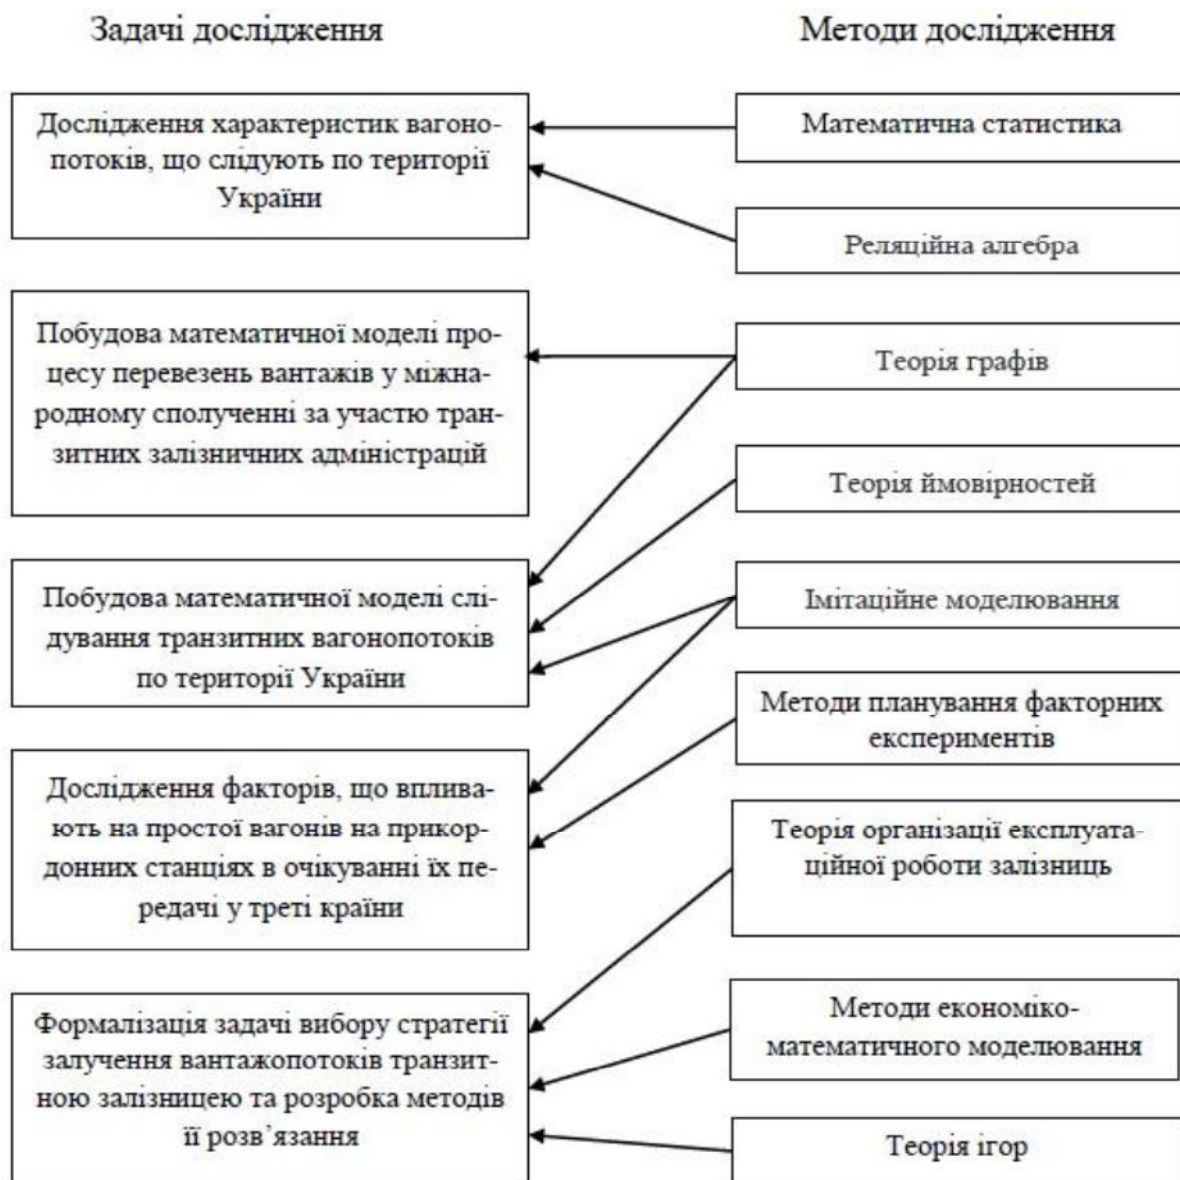 Задачі дослідження
Дослідження характеристик вагоно-
потоків, що слідують по території
України
Побудова математичної моделі про-
цесу перевезень вантажів у міжна-
родному сполученні за участю тран-
зитних залізничних адміністрацій
Побудова математичної моделі слі-
дування транзитних вагонопотоків
по території України
Дослідження факторів, що вплива-
ють на простої вагонів на прикор-
донних станціях в очікуванні їх пе-
редачі у треті країни
Формалізація задачі вибору стратегії
залучення вантажопотоків транзит-
ною залізницею та розробка методів
її розв’язання
Методи дослідження
Математична статистика
Реляційна алгебра
Теорія графів
Теорія ймовірностей
Імітаційне моделювання
Методи планування факторних
експериментів
Теорія організації експлуата-
ційної роботи залізниць
Методи економіко-
математичного моделювання
Теорія ігор